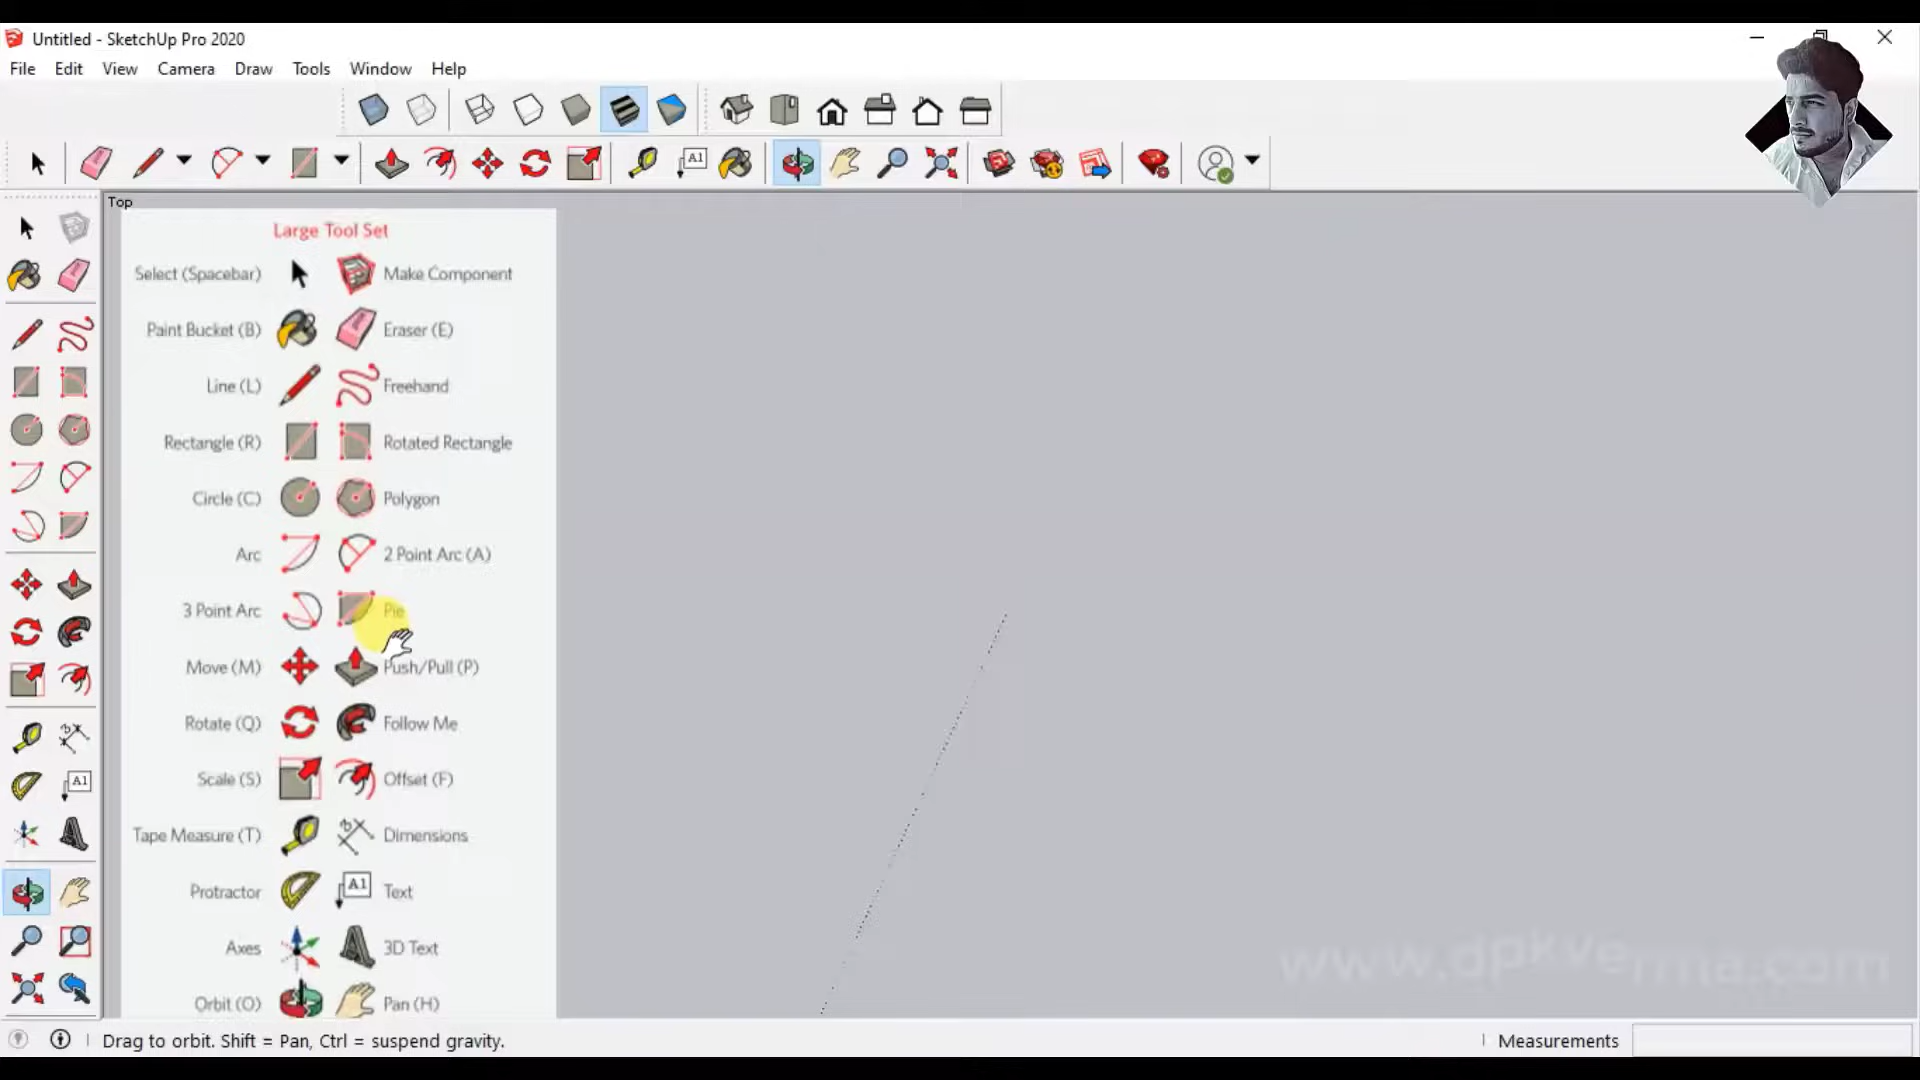 Untitled - SketchUp Pro 2020
File Edit View Camera Draw Tools Window Help
A1
Top
Large Tool Set
Select (Spacebar) Make Component
Paint Bucket (B) Eraser (E)
Line (L) Freehand
Rectangle (R) Rotated Rectangle
Circle (C) Polygon
Arc 2 Point Arc (A)
3 Point Arc Pie
Move (M) Push/Pull (P)
Rotate (Q) Follow Me
Scale (S) Offset (F)
Tape Measure (T) Dimensions
A1
Protractor A1 Text
Axes 3D Text
Orbit (O) Pan (H)
www.dpkverma.com
Drag to orbit. Shift = Pan, Ctrl = suspend gravity.
Measurements